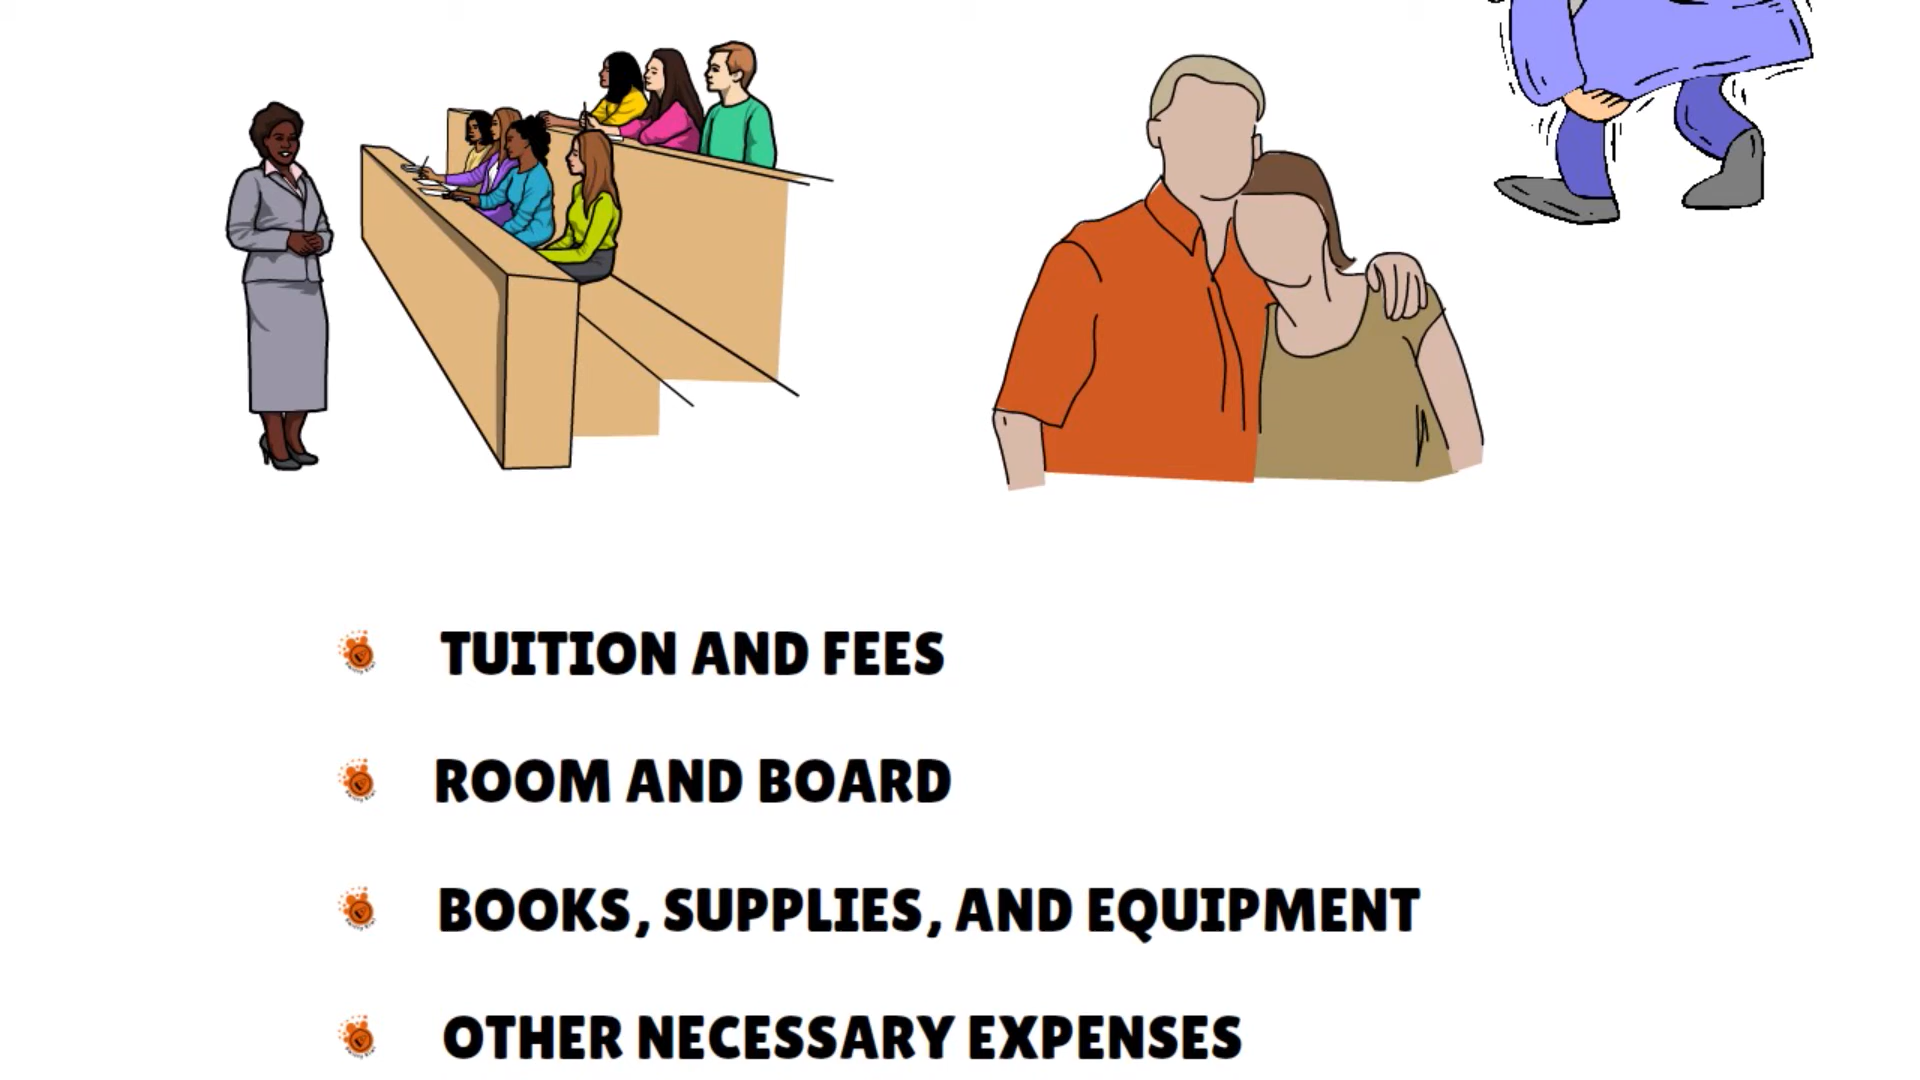 TUITION AND FEES
ROOM AND BOARD
BOOKS, SUPPLIES, AND EQUIPMENT
OTHER NECESSARY EXPENSES